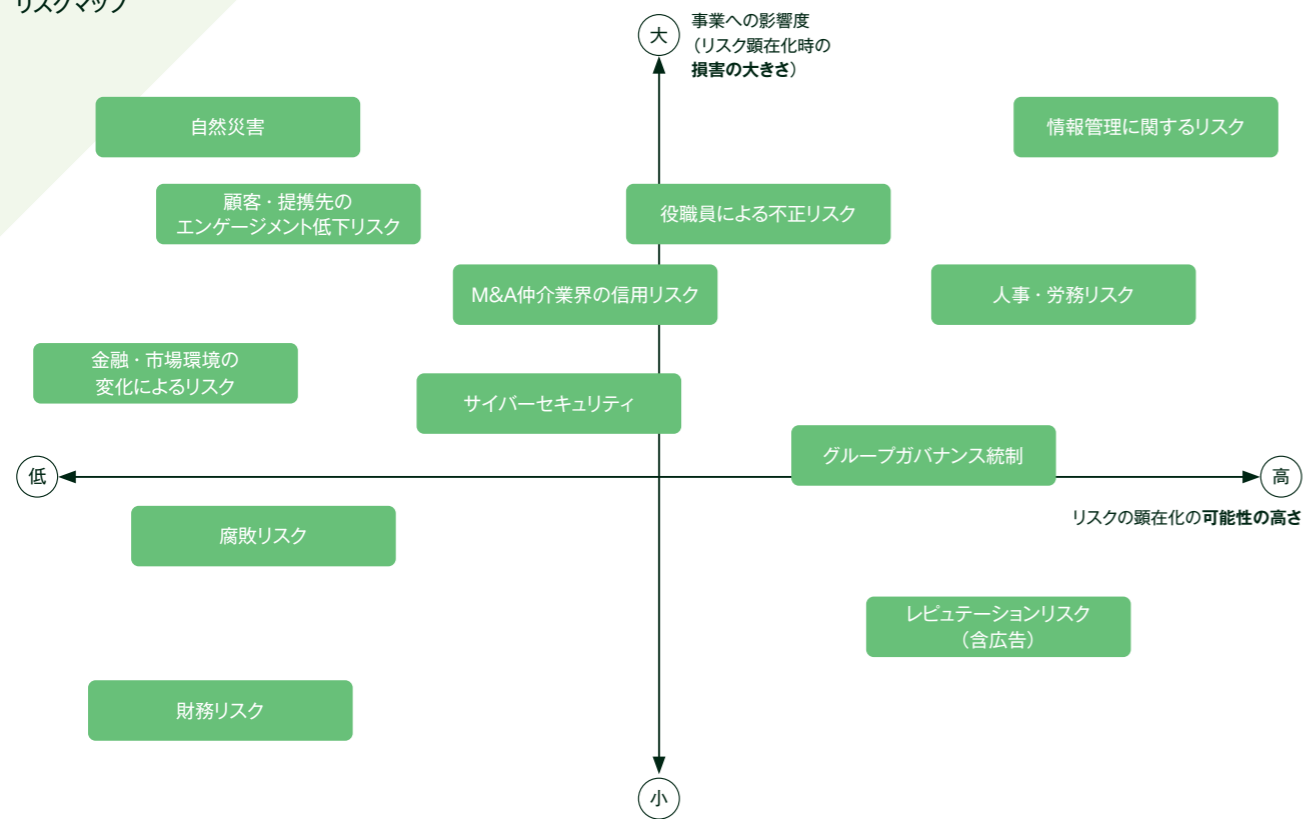 リスクマップ
大
事業への影響度
（リスク顕在化時の
損害の大きさ）
自然災害
情報管理に関するリスク
顧客・提携先の
エンゲージメント低下リスク
役職員による不正リスク
M&A仲介業界の信用リスク
人事・労務リスク
金融・市場環境の
変化によるリスク
サイバーセキュリティ
グループガバナンス統制
低
高
リスクの顕在化の可能性の高さ
腐敗リスク
レピュテーションリスク
（含広告）
財務リスク
小